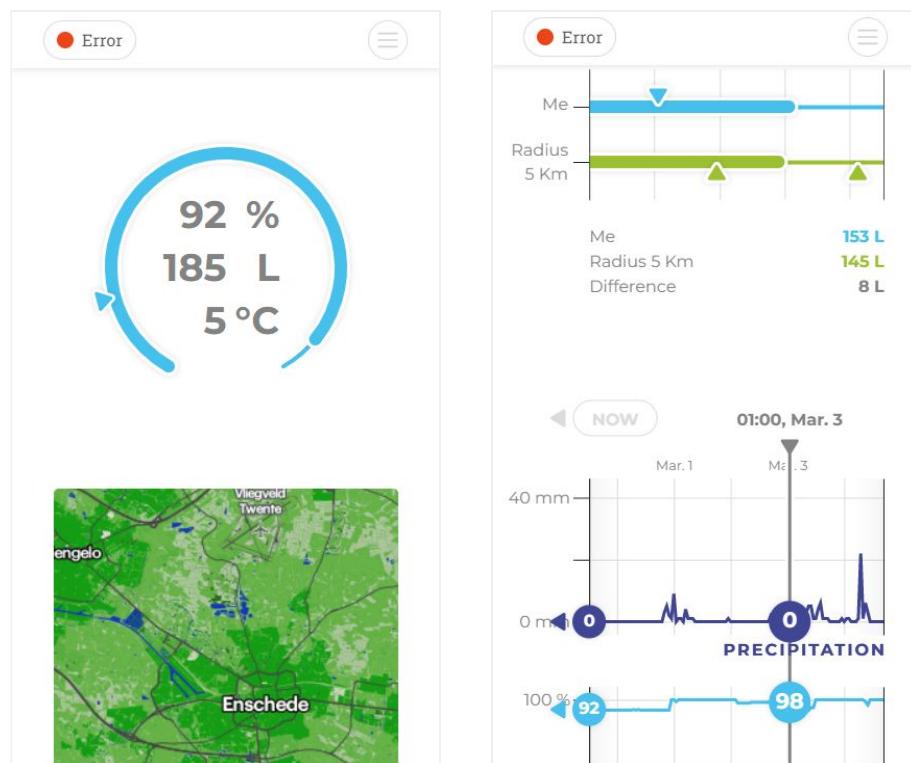 Error
92 %
185 L
5 °C
Vliegveld
Twente
engelo
Enschede
Error
Me
Radius
5 Km
Me 153 L
Radius 5 Km 145 L
Difference 8 L
NOW
01:00, Mar. 3
Mar. 1
Ma . 3
40 mm
0 m
0
0
PRECIPITATION
100 %
92
98